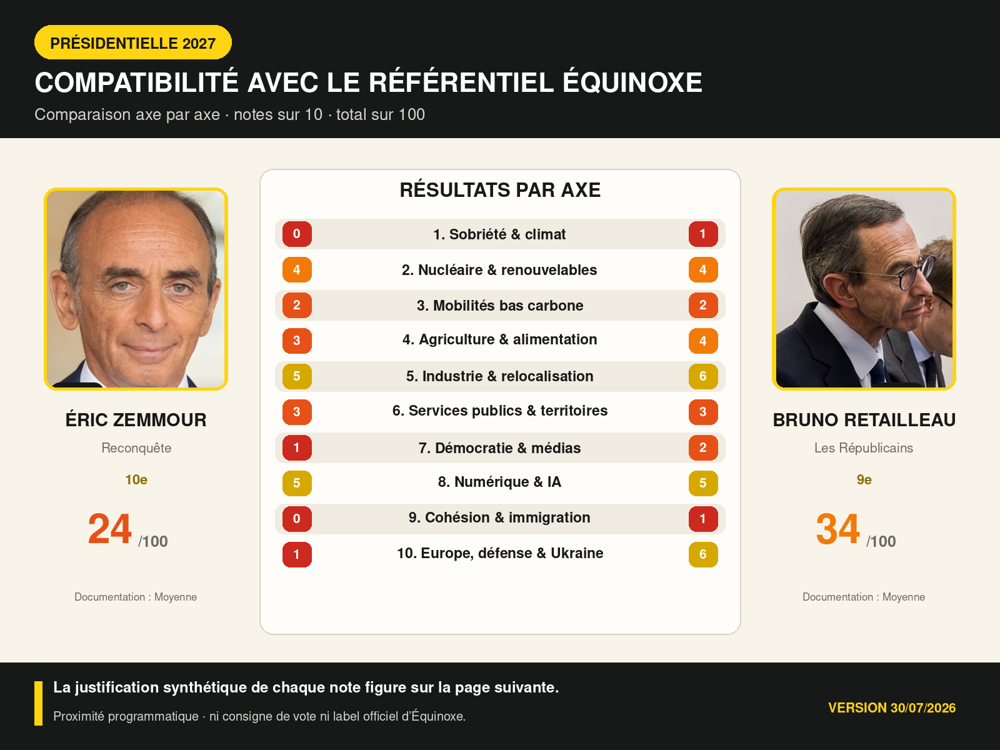 PRÉSIDENTIELLE 2027
COMPATIBILITÉ AVEC LE RÉFÉRENTIEL ÉQUINOXE
Comparaison axe par axe · notes sur 10 · total sur 100
RÉSULTATS PAR AXE
0 1. Sobriété & climat 1
4 2. Nucléaire & renouvelables 4
2 3. Mobilités bas carbone 2
3 4. Agriculture & alimentation 4
5 5. Industrie & relocalisation 6
3 6. Services publics & territoires 3
1 7. Démocratie & médias 2
5 8. Numérique & IA 5
0 9. Cohésion & immigration 1
1 10. Europe, défense & Ukraine 6
ÉRIC ZEMMOUR
Reconquête
10e
24 /100
Documentation : Moyenne
BRUNO RETAILLEAU
Les Républicains
9e
34 /100
Documentation : Moyenne
La justification synthétique de chaque note figure sur la page suivante.
Proximité programmatique · ni consigne de vote ni label officiel d'Équinoxe.
VERSION 30/07/2026